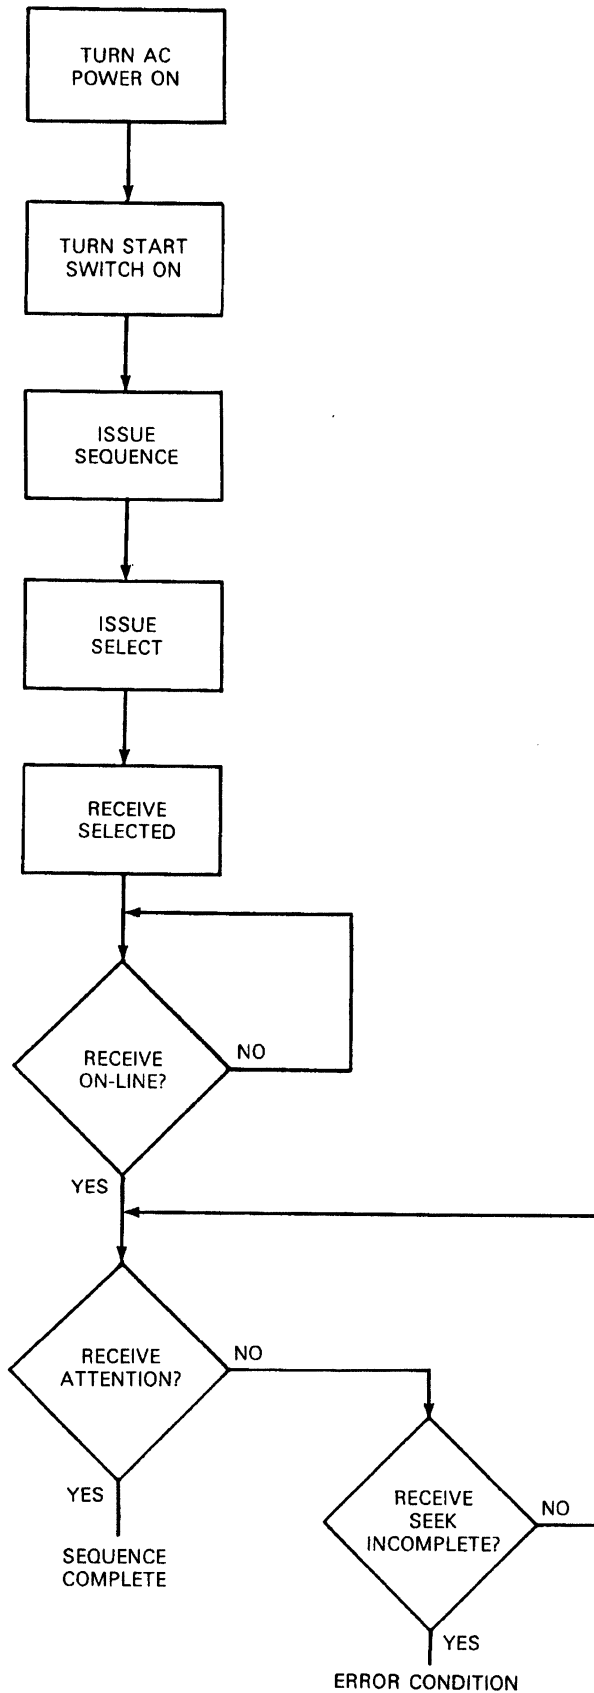 TURN AC
POWER ON
TURN START
SWITCH ON
ISSUE
SEQUENCE
ISSUE
SELECT
RECEIVE
SELECTED
RECEIVE
ON-LINE?
NO
YES
RECEIVE
ATTENTION?
NO
YES
SEQUENCE
COMPLETE
RECEIVE
SEEK
INCOMPLETE?
NO
YES
ERROR CONDITION